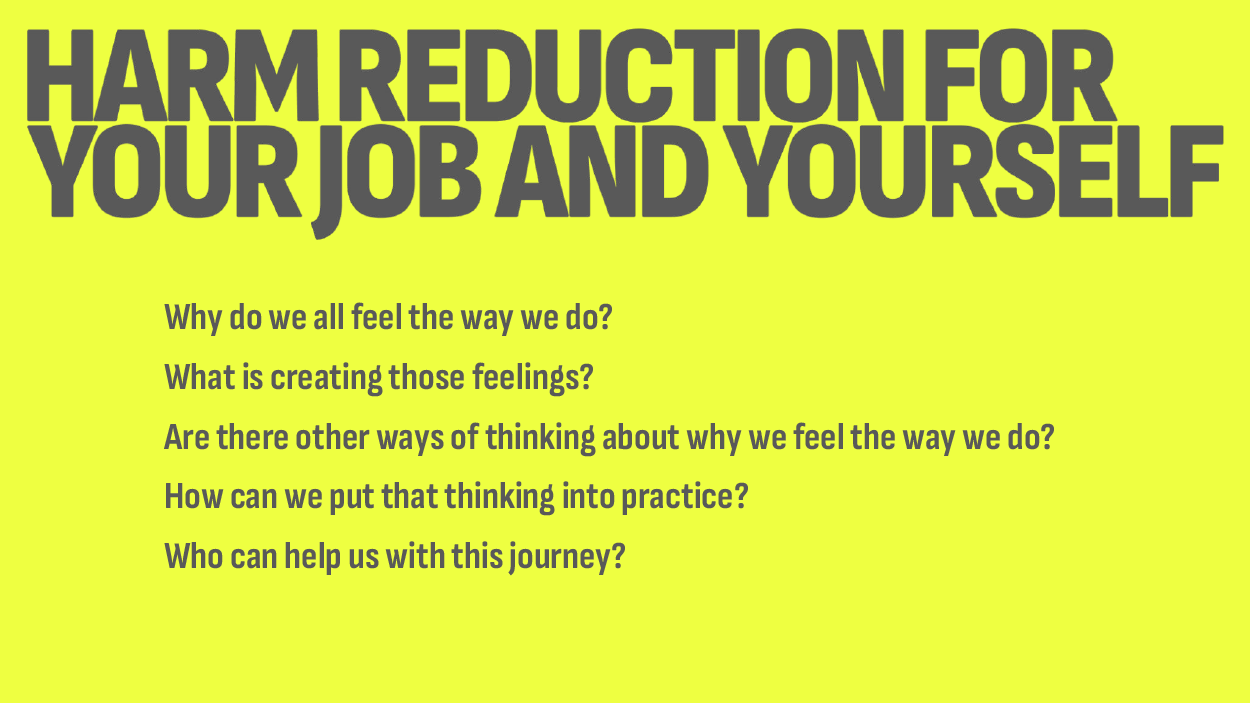 HARM REDUCTION FOR
YOUR JOB AND YOURSELF
Why do we all feel the way we do?
What is creating those feelings?
Are there other ways of thinking about why we feel the way we do?
How can we put that thinking into practice?
Who can help us with this journey?